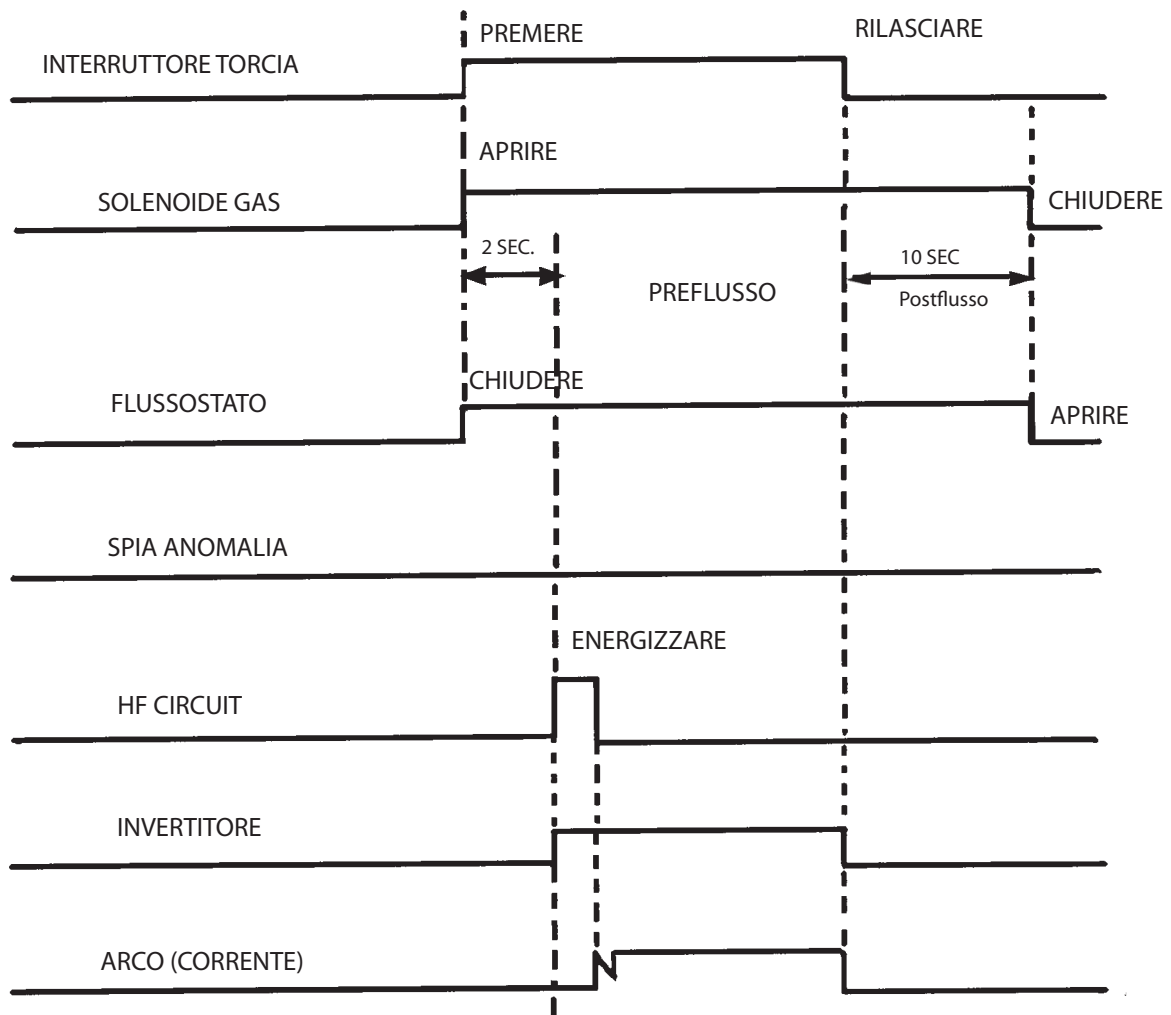 PREMERE
RILASCIARE
INTERRUTTORE TORCIA
APRIRE
SOLENOIDE GAS
CHIUDERE
2 SEC.
10 SEC
PREFLUSSO
Postflusso
CHIUDERE
FLUSSOSTATO
APRIRE
SPIA ANOMALIA
ENERGIZZARE
HF CIRCUIT
INVERTITORE
ARCO (CORRENTE)